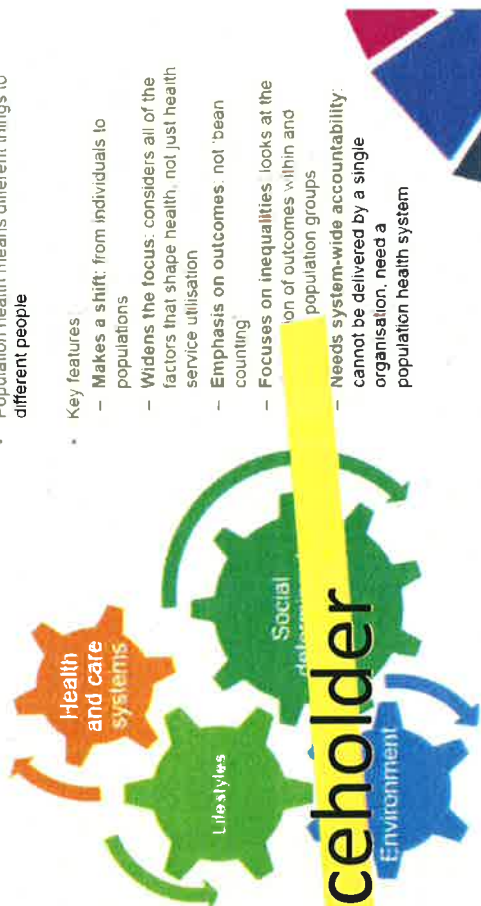 Population health means different things to
different people
• Key features
– Makes a shift: from individuals to
populations
– Widens the focus: considers all of the
factors that shape health, not just health
service utilisation
– Emphasis on outcomes: not 'bean
counting'
– Focuses on inequalities: looks at the
of outcomes within and
population groups
– Needs system-wide accountability:
cannot be delivered by a single
organisation, need a
population health system
Health
and care
systems
Lifestyles
Social
Environment
ceholder